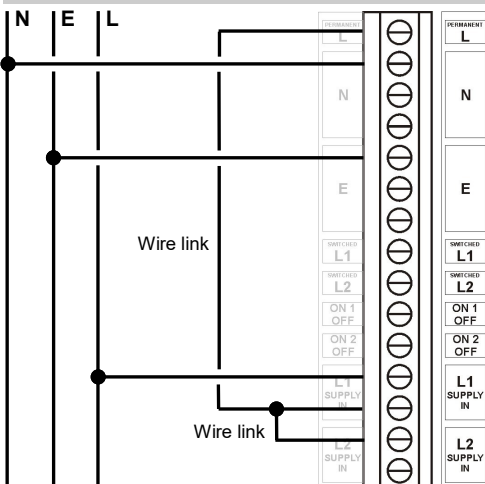 N E L
PERMANENT
L
PERMANENT
L
N
N
E
E
Wire link
SWITCHED
L1
SWITCHED
L1
SWITCHED
L2
SWITCHED
L2
ON 1
OFF
ON 1
OFF
ON 2
OFF
ON 2
OFF
L1
SUPPLY
IN
L1
SUPPLY
IN
Wire link
L2
SUPPLY
IN
L2
SUPPLY
IN